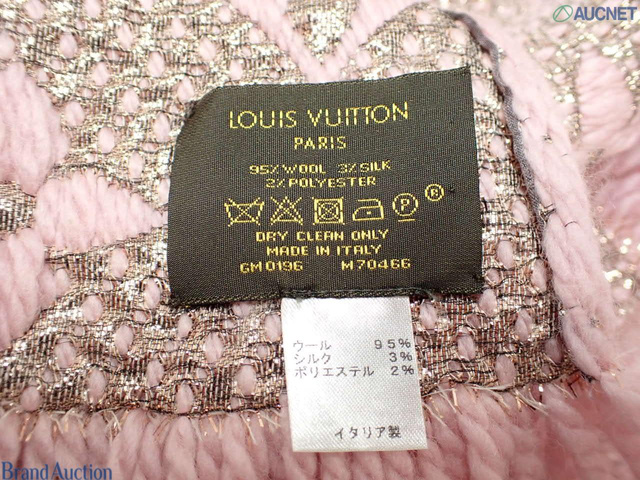 AUCNET
LOUIS VUITTON
PARIS
95% WOOL 3% SILK
2% POLYESTER
P ®
DRY CLEAN ONLY
MADE IN ITALY
GM0196 M70466
ウール 95%
シルク 3%
ポリエステル 2%
イタリア製
Brand Auction